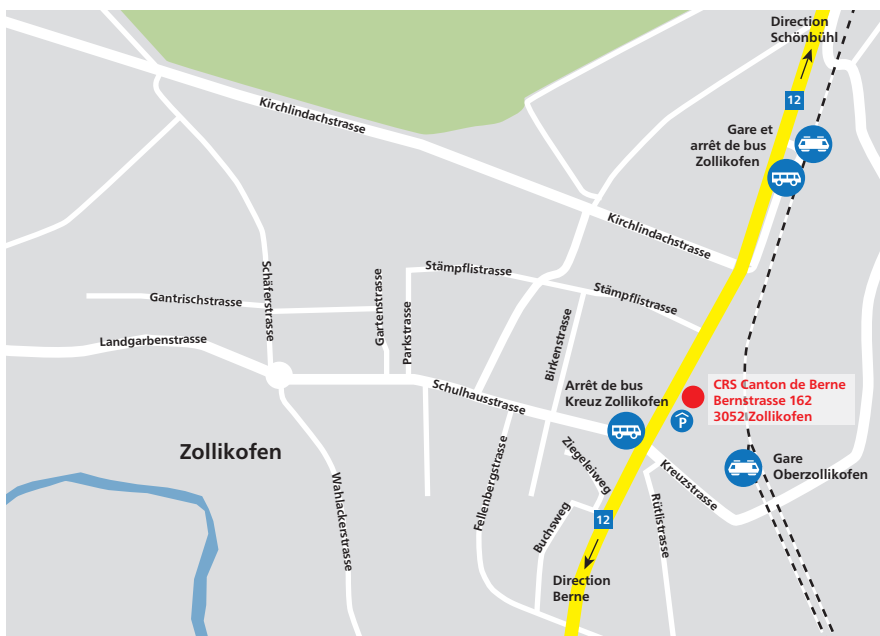 Direction
Schönbühl
12
Kirchlindachstrasse
Gare et
arrêt de bus
Zollikofen
Kirchlindachstrasse
Stämpflistrasse
Schäferstrasse
Gantrischstrasse
Gartenstrasse
Parkstrasse
Stämpflistrasse
Landgarbenstrasse
Birkenstrasse
Schulhausstrasse
Arrêt de bus
Kreuz Zollikofen
CRS Canton de Berne
Bernstrasse 162
3052 Zollikofen
P
Zollikofen
Gare
Oberzollikofen
Ziegeleiweg
Kreuzstrasse
Fellenbergstrasse
Wahlackerstrasse
Buchsweg
Rütlistrasse
12
Direction
Berne